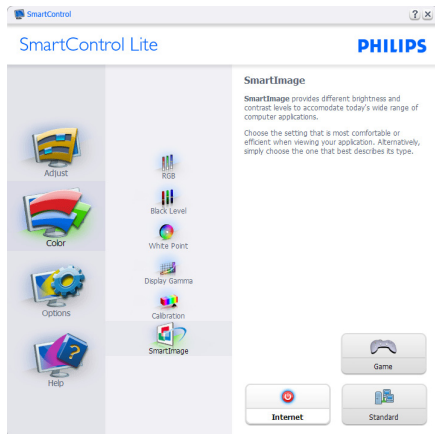 SmartControl
? ×
SmartControl Lite
PHILIPS
Adjust
Color
Options
Help
RGB
Black Level
White Point
Display Gamma
Calibration
SmartImage
SmartImage
SmartImage provides different brightness and
contrast levels to accomodate today's wide range of
computer applications.
Choose the setting that is most comfortable or
efficient when viewing your application. Alternatively,
simply choose the one that best describes its type.
Game
Internet
Standard